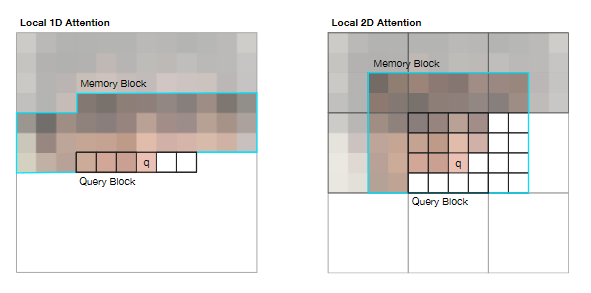 Local 1D Attention
Memory Block
q
Query Block
Local 2D Attention
Memory Block
q
Query Block